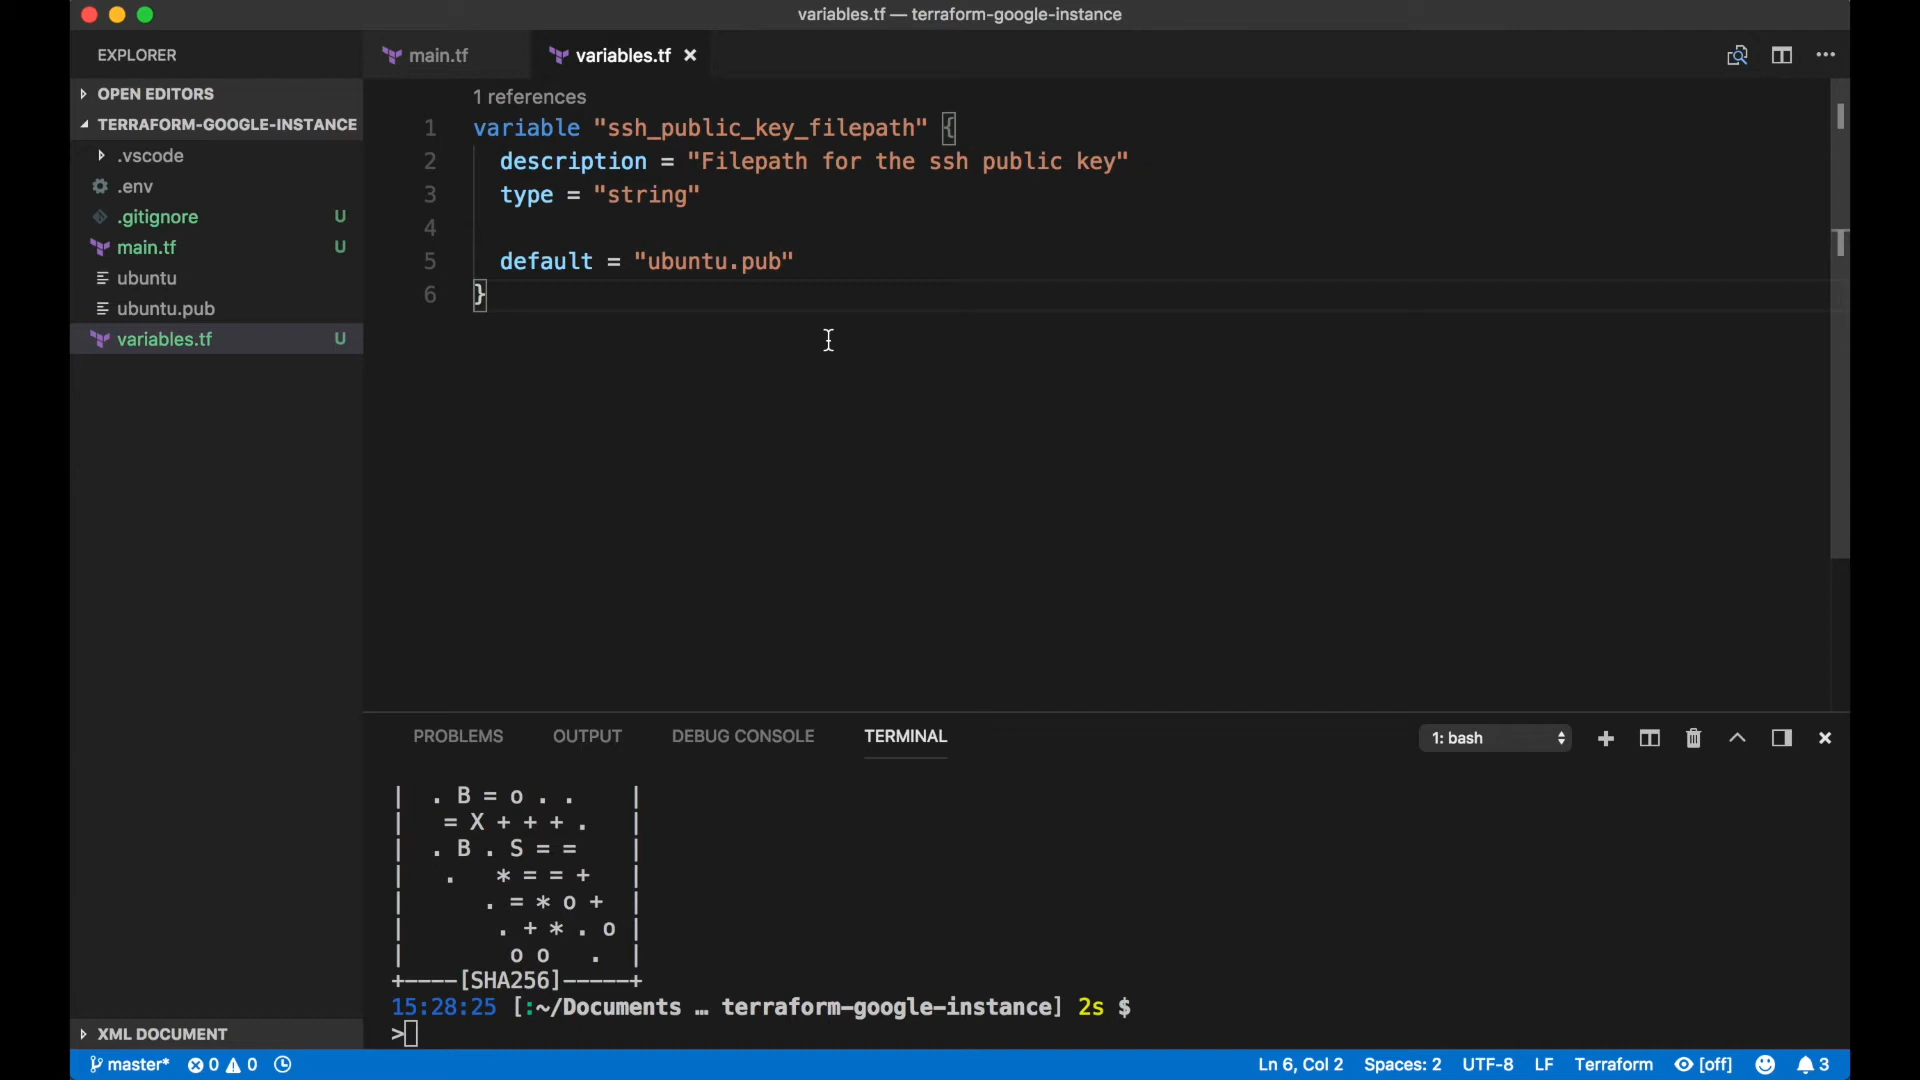 variables.tf — terraform-google-instance
EXPLORER
main.tf
variables.tf
OPEN EDITORS
TERRAFORM-GOOGLE-INSTANCE
.vscode
.env
.gitignore U
main.tf U
ubuntu
ubuntu.pub
variables.tf U
XML DOCUMENT
1 references
1 variable "ssh_public_key_filepath" {
2 description = "Filepath for the ssh public key"
3 type = "string"
4
5 default = "ubuntu.pub"
6 }
PROBLEMS OUTPUT DEBUG CONSOLE TERMINAL 1: bash
| . B = o . . |
| = X + + + . |
| . B . S = = |
| . * = = + |
| . = * o + |
| . + * . o |
| o o . |
+----[SHA256]-----+
15:28:25 [:~/Documents … terraform-google-instance] 2s $
>
master* 0 0 Ln 6, Col 2 Spaces: 2 UTF-8 LF Terraform [off] 3